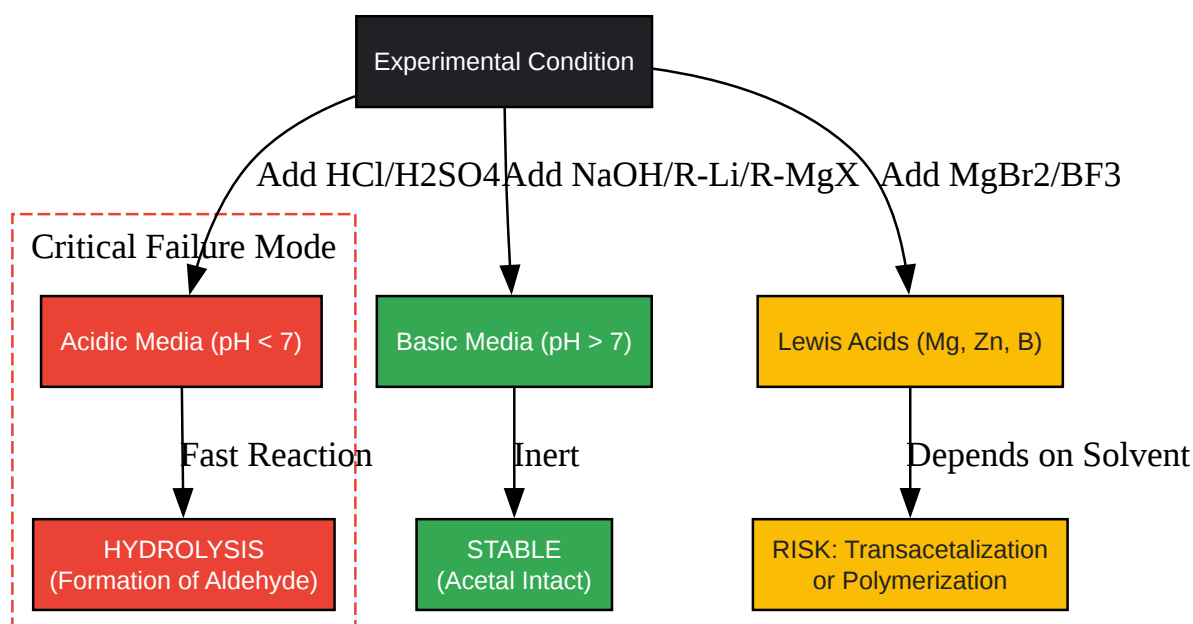 Experimental Condition
Add HCl/H2SO4
Add NaOH/R-Li/R-MgX
Add MgBr2/BF3
Critical Failure Mode
Acidic Media (pH < 7)
Basic Media (pH > 7)
Lewis Acids (Mg, Zn, B)
Fast Reaction
Inert
Depends on Solvent
HYDROLYSIS
(Formation of Aldehyde)
STABLE
(Acetal Intact)
RISK: Transacetalization
or Polymerization